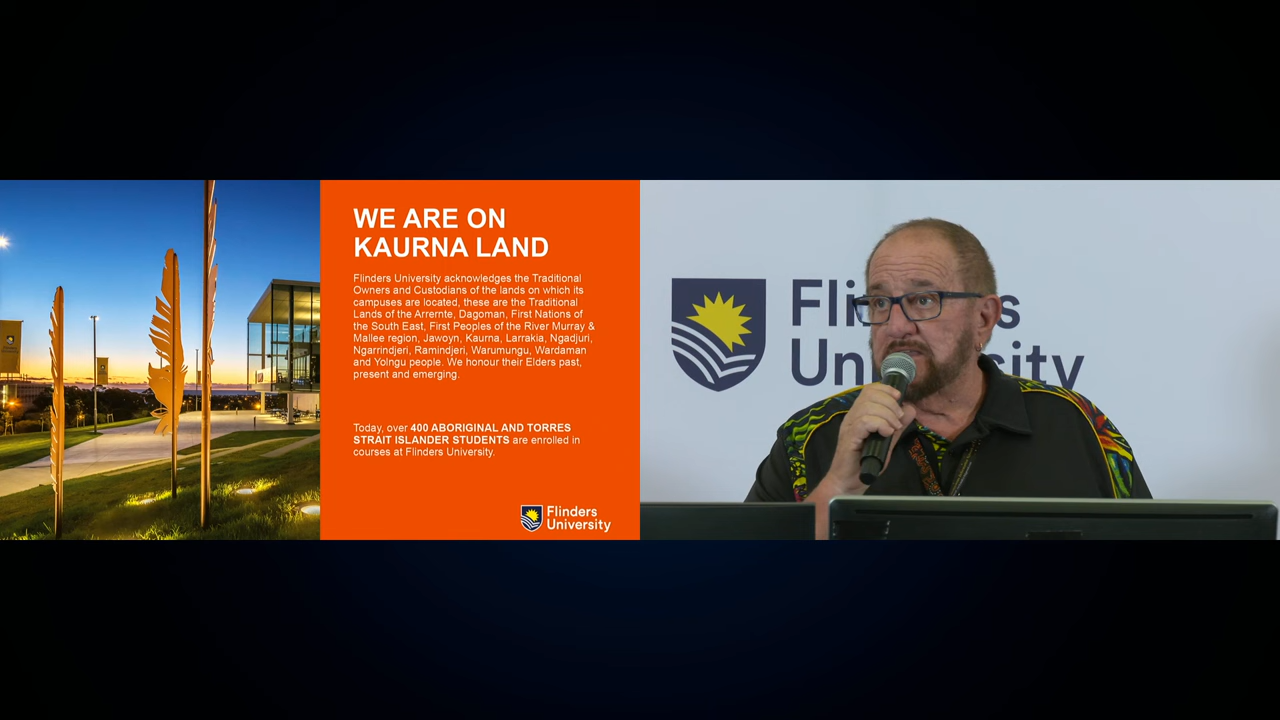 WE ARE ON
KAURNA LAND
Flinders University acknowledges the Traditional
Owners and Custodians of the lands on which its
campuses are located, these are the Traditional
Lands of the Arrernte, Dagoman, First Nations of
the South East, First Peoples of the River Murray &
Mallee region, Jawoyn, Kaurna, Larrakia, Ngadjuri,
Ngarrindjeri, Ramindjeri, Warumungu, Wardaman
and Yolngu people. We honour their Elders past,
present and emerging.
Today, over 400 ABORIGINAL AND TORRES
STRAIT ISLANDER STUDENTS are enrolled in
courses at Flinders University.
Flinders
University
Flinders
University